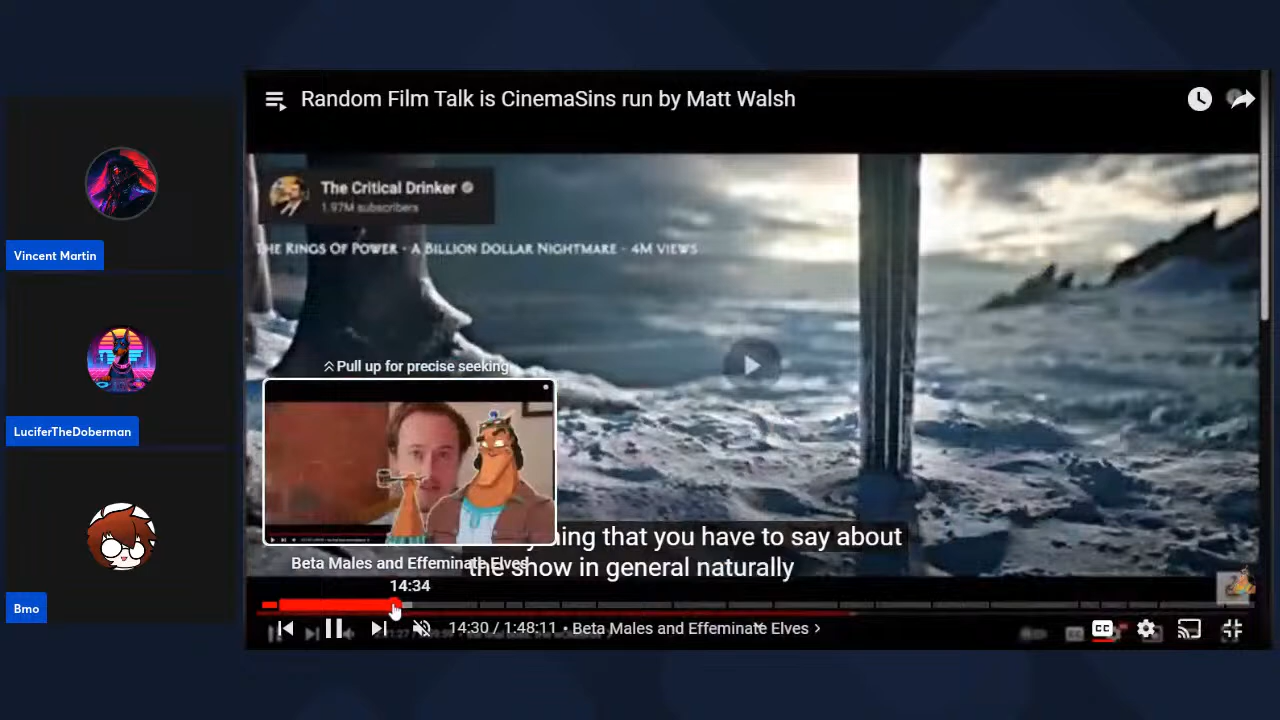 Random Film Talk is CinemaSins run by Matt Walsh
The Critical Drinker
1.97M subscribers
THE RINGS OF POWER - A BILLION DOLLAR NIGHTMARE - 4M VIEWS
Vincent Martin
Pull up for precise seeking
LuciferTheDoberman
thing that you have to say about
Beta Males and Effeminate Elves
the show in general naturally
14:34
Bmo
14:30 / 1:48:11 • Beta Males and Effeminate Elves >
CC